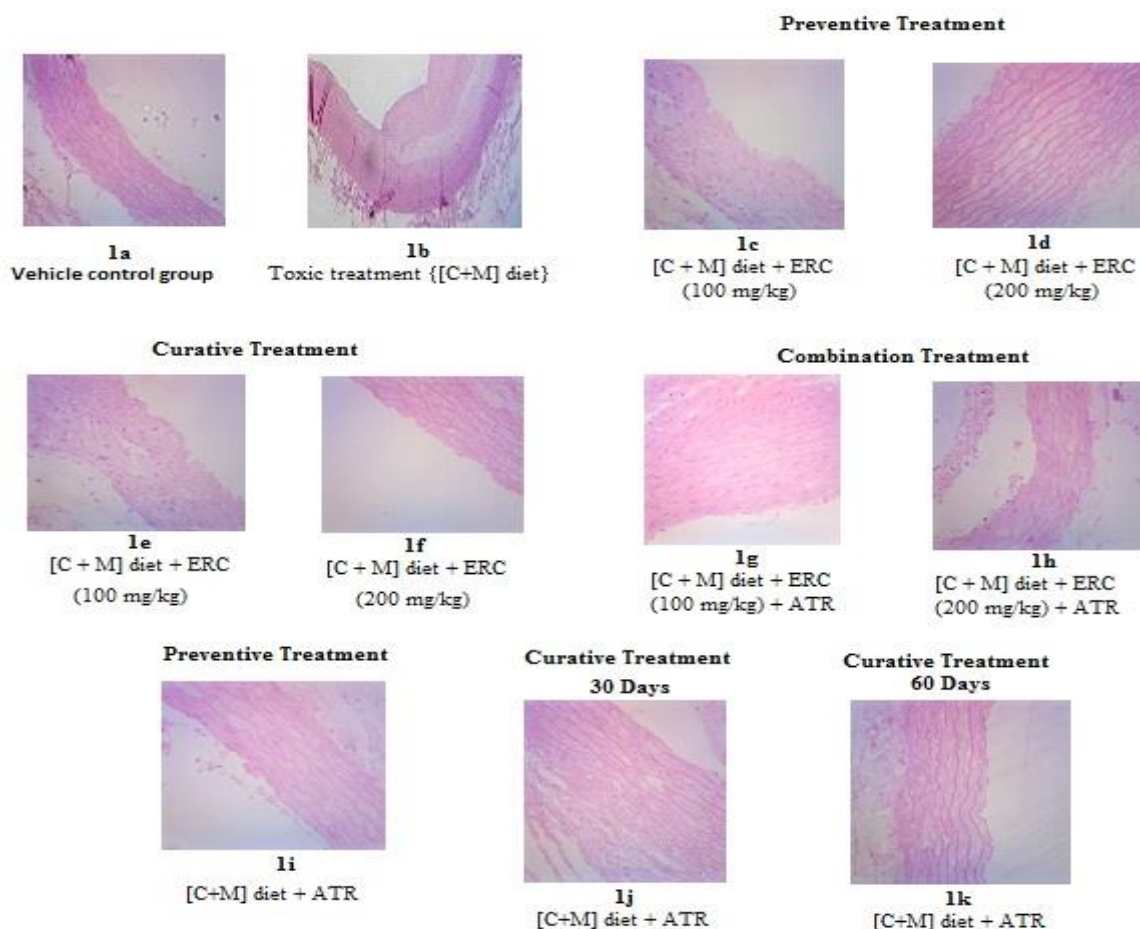 Preventive Treatment
1a
Vehicle control group
1b
Toxic treatment {[C+M] diet}
1c
[C + M] diet + ERC
(100 mg/kg)
1d
[C + M] diet + ERC
(200 mg/kg)
Curative Treatment
1e
[C + M] diet + ERC
(100 mg/kg)
1f
[C + M] diet + ERC
(200 mg/kg)
Combination Treatment
1g
[C + M] diet + ERC
(100 mg/kg) + ATR
1h
[C + M] diet + ERC
(200 mg/kg) + ATR
Preventive Treatment
1i
[C+M] diet + ATR
Curative Treatment
30 Days
1j
[C+M] diet + ATR
Curative Treatment
60 Days
1k
[C+M] diet + ATR